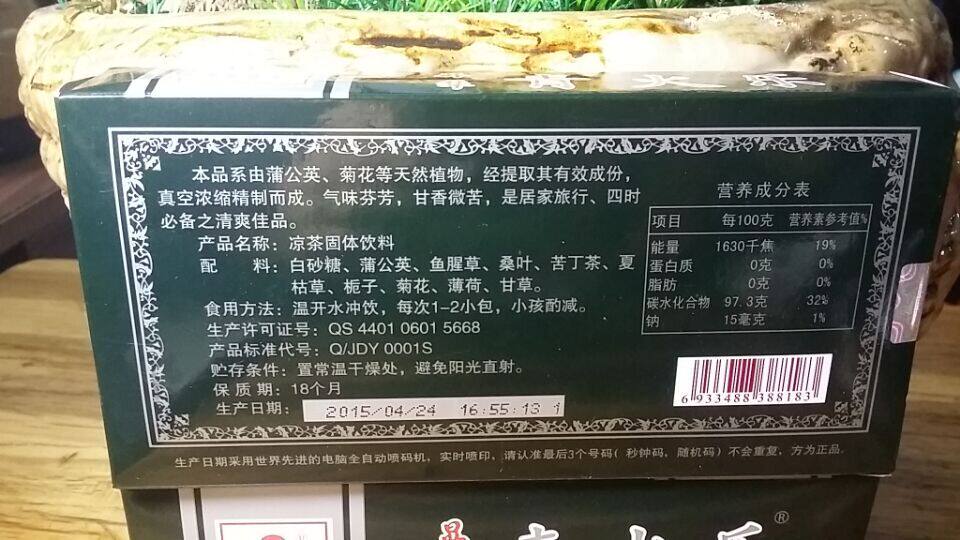 本品系由蒲公英、菊花等天然植物，经提取其有效成份，
真空浓缩精制而成。气味芬芳，甘香微苦，是居家旅行、四时
必备之清爽佳品。
产品名称：凉茶固体饮料
配 料：白砂糖、蒲公英、鱼腥草、桑叶、苦丁茶、夏
枯草、栀子、菊花、薄荷、甘草。
食用方法：温开水冲饮，每次1-2小包，小孩酌减。
生产许可证号：QS 4401 0601 5668
产品标准代号：Q/JDY 0001S
贮存条件：置常温干燥处，避免阳光直射。
保 质 期：18个月
生产日期：2015/04/24 16:55:13 1
营养成分表
项目 每100克 营养素参考值%
能量 1630千焦 19%
蛋白质 0克 0%
脂肪 0克 0%
碳水化合物 97.3克 32%
钠 15毫克 1%
6 933488 388183
生产日期采用世界先进的电脑全自动喷码机，实时喷印，请认准最后3个号码（秒钟码，随机码）不会重复，方为正品。
®